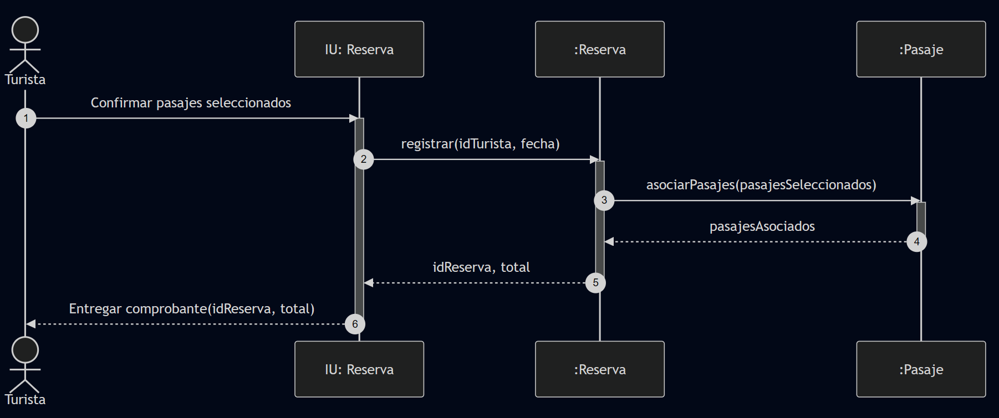 Turista
IU: Reserva
:Reserva
:Pasaje
Confirmar pasajes seleccionados
1
registrar(idTurista, fecha)
2
asociarPasajes(pasajesSeleccionados)
3
pasajesAsociados
4
idReserva, total
5
Entregar comprobante(idReserva, total)
6
Turista
IU: Reserva
:Reserva
:Pasaje